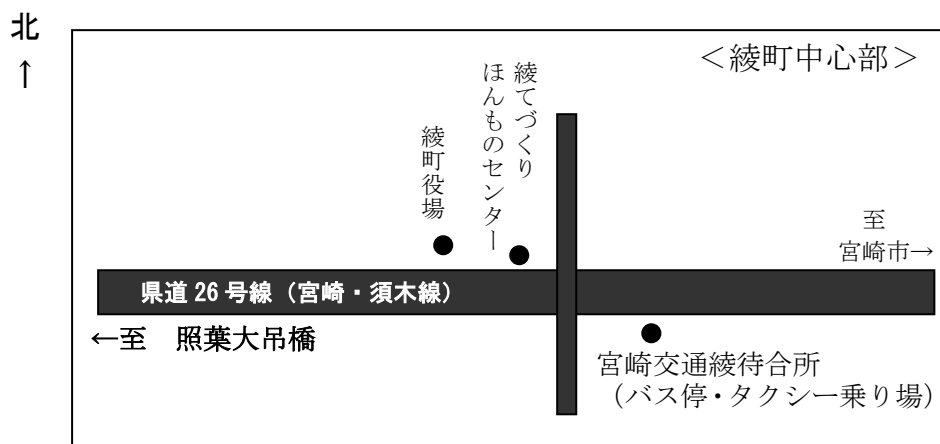 北
↑
＜綾町中心部＞
綾てづくり
ほんものセンター
綾町役場
至
宮崎市→
県道26号線（宮崎・須木線）
←至　照葉大吊橋
宮崎交通綾待合所
（バス停・タクシー乗り場）